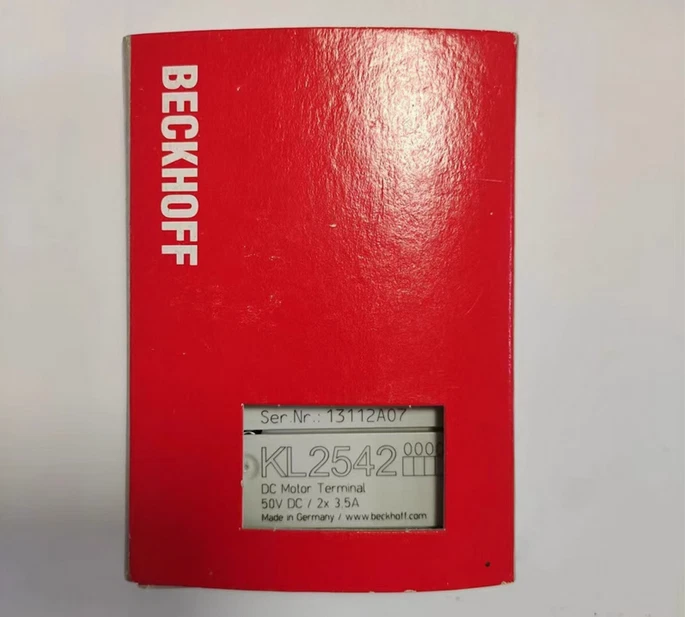 BECKHOFF
Ser.Nr.: 13112A07
KL2542 000
DC Motor Terminal
50V DC / 2x 3,5A
Made in Germany / www.beckhoff.com